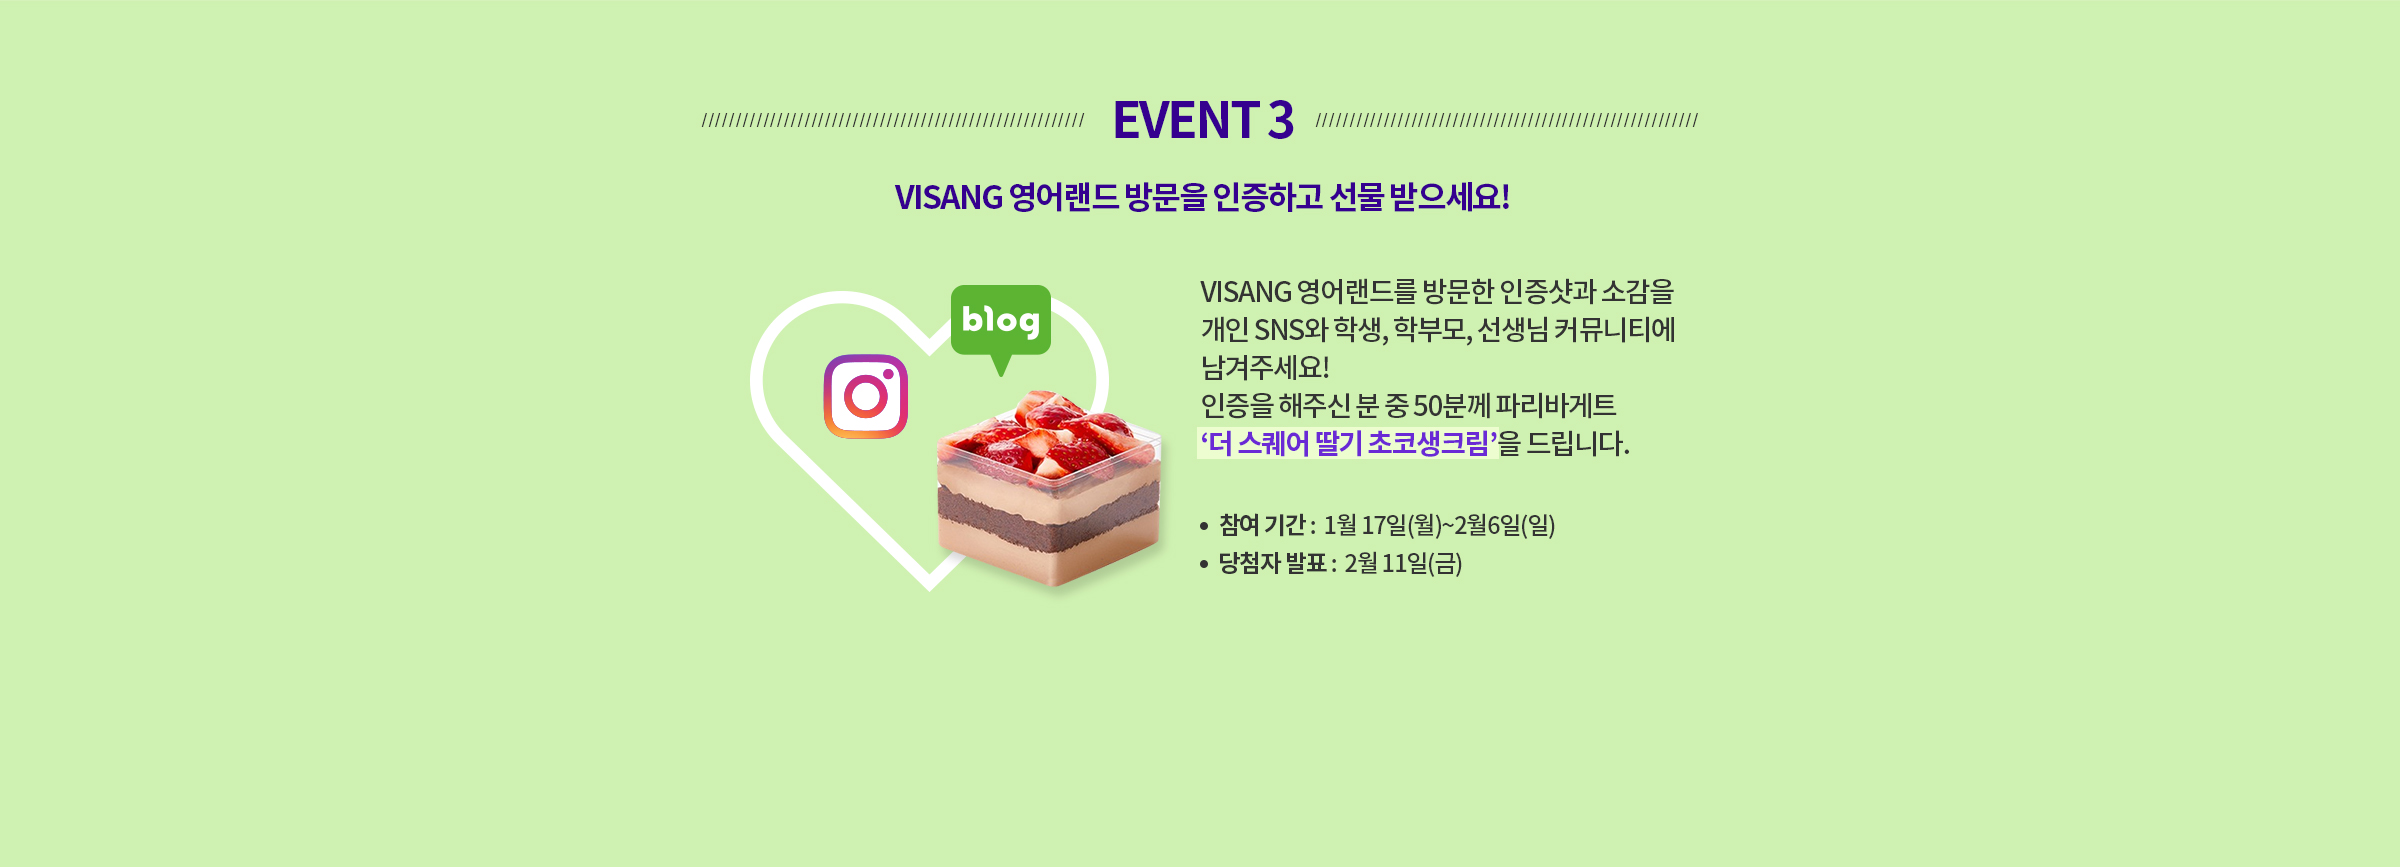 EVENT 3
VISANG 영어랜드 방문을 인증하고 선물 받으세요!
blog
VISANG 영어랜드를 방문한 인증샷과 소감을
개인 SNS와 학생, 학부모, 선생님 커뮤니티에
남겨주세요!
인증을 해주신 분 중 50분께 파리바게트
‘더 스퀘어 딸기 초코생크림’을 드립니다.
• 참여 기간 : 1월 17일(월)~2월6일(일)
• 당첨자 발표 : 2월 11일(금)